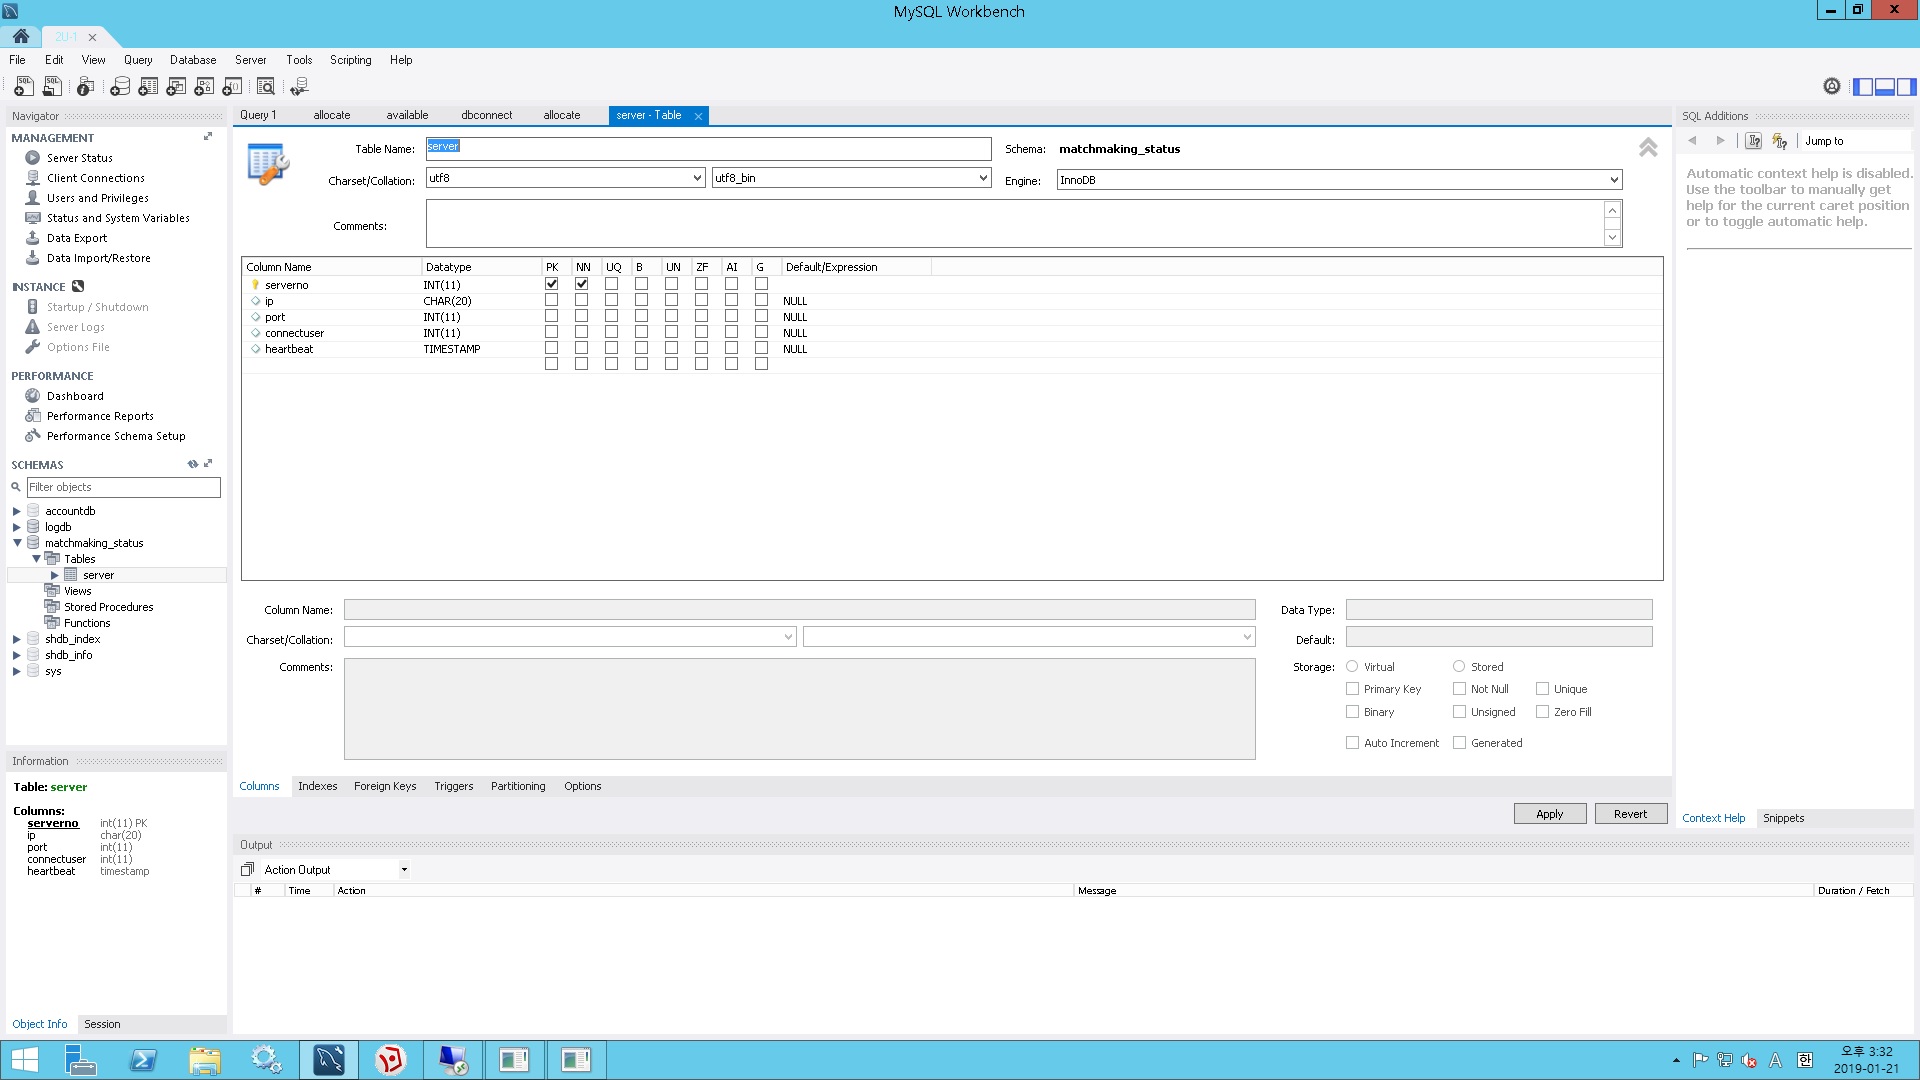 MySQL Workbench
2U-1
File Edit View Query Database Server Tools Scripting Help
Navigator
MANAGEMENT
Server Status
Client Connections
Users and Privileges
Status and System Variables
Data Export
Data Import/Restore
INSTANCE
Startup / Shutdown
Server Logs
Options File
PERFORMANCE
Dashboard
Performance Reports
Performance Schema Setup
SCHEMAS
Filter objects
accountdb
logdb
matchmaking_status
Tables
server
Views
Stored Procedures
Functions
shdb_index
shdb_info
sys
Information
Table: server
Columns:
serverno int(11) PK
ip char(20)
port int(11)
connectuser int(11)
heartbeat timestamp
Object Info Session
Query 1 allocate available dbconnect allocate server - Table
Table Name: server Schema: matchmaking_status
Charset/Collation: utf8 utf8_bin Engine: InnoDB
Comments:
Column Name Datatype PK NN UQ B UN ZF AI G Default/Expression
serverno INT(11)
ip CHAR(20) NULL
port INT(11) NULL
connectuser INT(11) NULL
heartbeat TIMESTAMP NULL
Column Name: Data Type:
Charset/Collation: Default:
Comments: Storage: Virtual Stored
Primary Key Not Null Unique
Binary Unsigned Zero Fill
Auto Increment Generated
Columns Indexes Foreign Keys Triggers Partitioning Options
Apply Revert
Output
Action Output
# Time Action Message Duration / Fetch
SQL Additions
Jump to
Automatic context help is disabled.
Use the toolbar to manually get
help for the current caret position
or to toggle automatic help.
Context Help Snippets
A 한
오후 3:32
2019-01-21